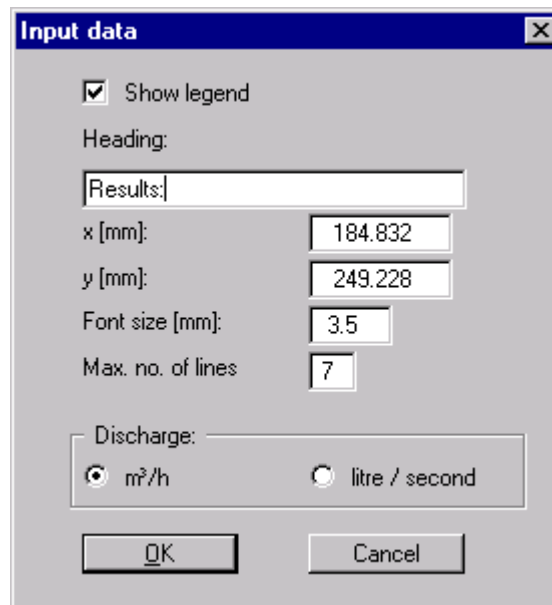 Input data
Show legend
Heading:
Results:
x [mm]: 184.832
y [mm]: 249.228
Font size [mm]: 3.5
Max. no. of lines 7
Discharge:
m³/h litre / second
OK Cancel